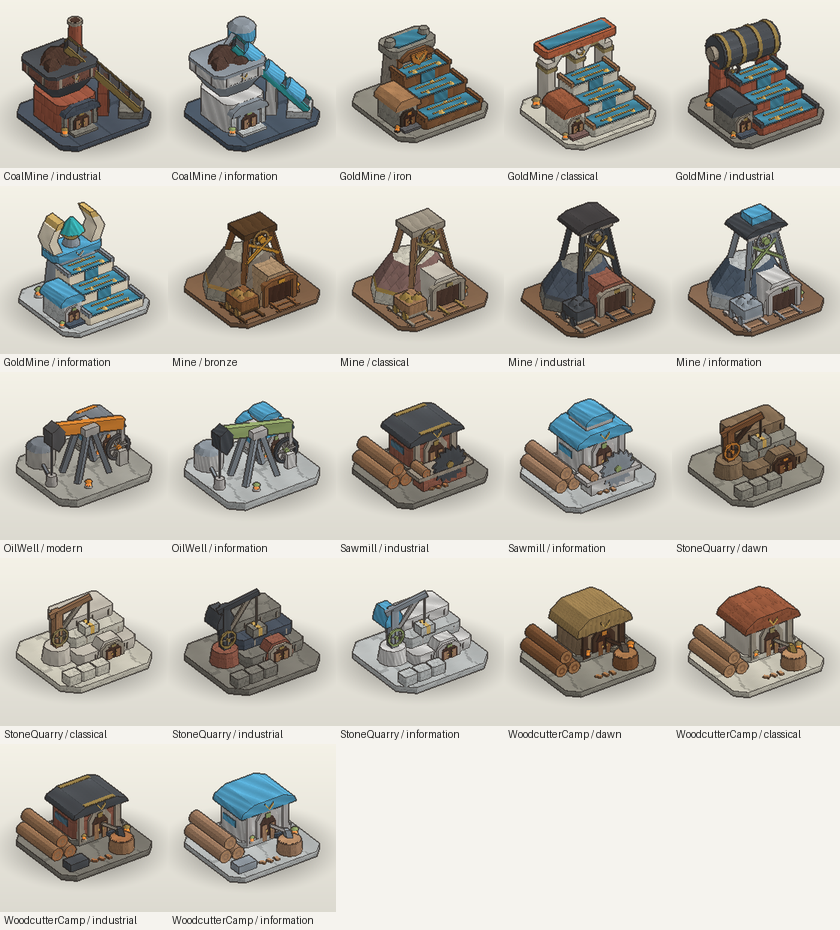 CoalMine / industrial
CoalMine / information
GoldMine / iron
GoldMine / classical
GoldMine / industrial
GoldMine / information
Mine / bronze
Mine / classical
Mine / industrial
Mine / information
OilWell / modern
OilWell / information
Sawmill / industrial
Sawmill / information
StoneQuarry / dawn
StoneQuarry / classical
StoneQuarry / industrial
StoneQuarry / information
WoodcutterCamp / dawn
WoodcutterCamp / classical
WoodcutterCamp / industrial
WoodcutterCamp / information